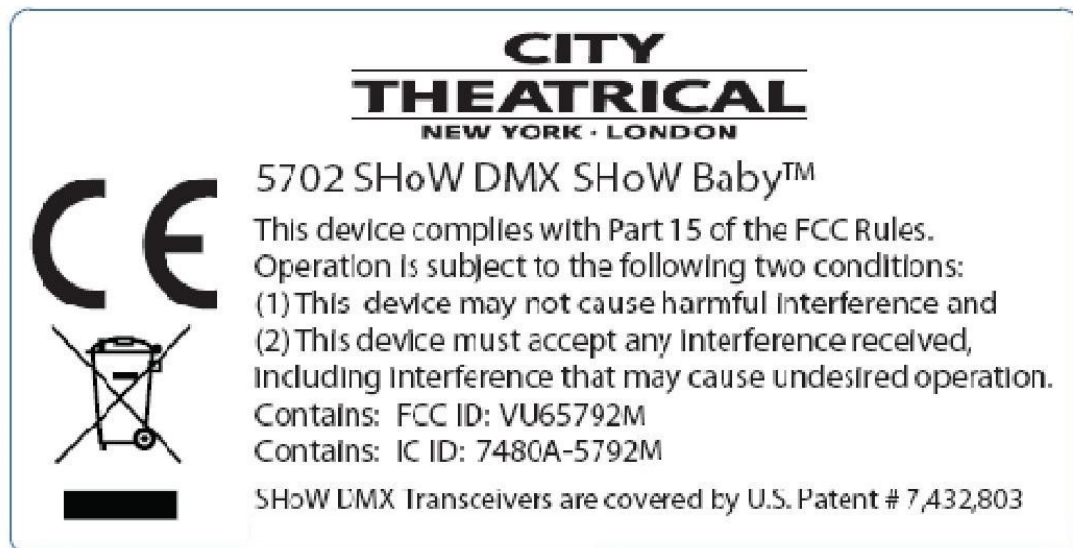 CITY
THEATRICAL
NEW YORK · LONDON
5702 SHoW DMX SHoW Baby™
This device complies with Part 15 of the FCC Rules.
Operation is subject to the following two conditions:
(1) This device may not cause harmful interference and
(2) This device must accept any interference received,
including interference that may cause undesired operation.
Contains: FCC ID: VU65792M
Contains: IC ID: 7480A-5792M
SHoW DMX Transceivers are covered by U.S. Patent # 7,432,803
CE